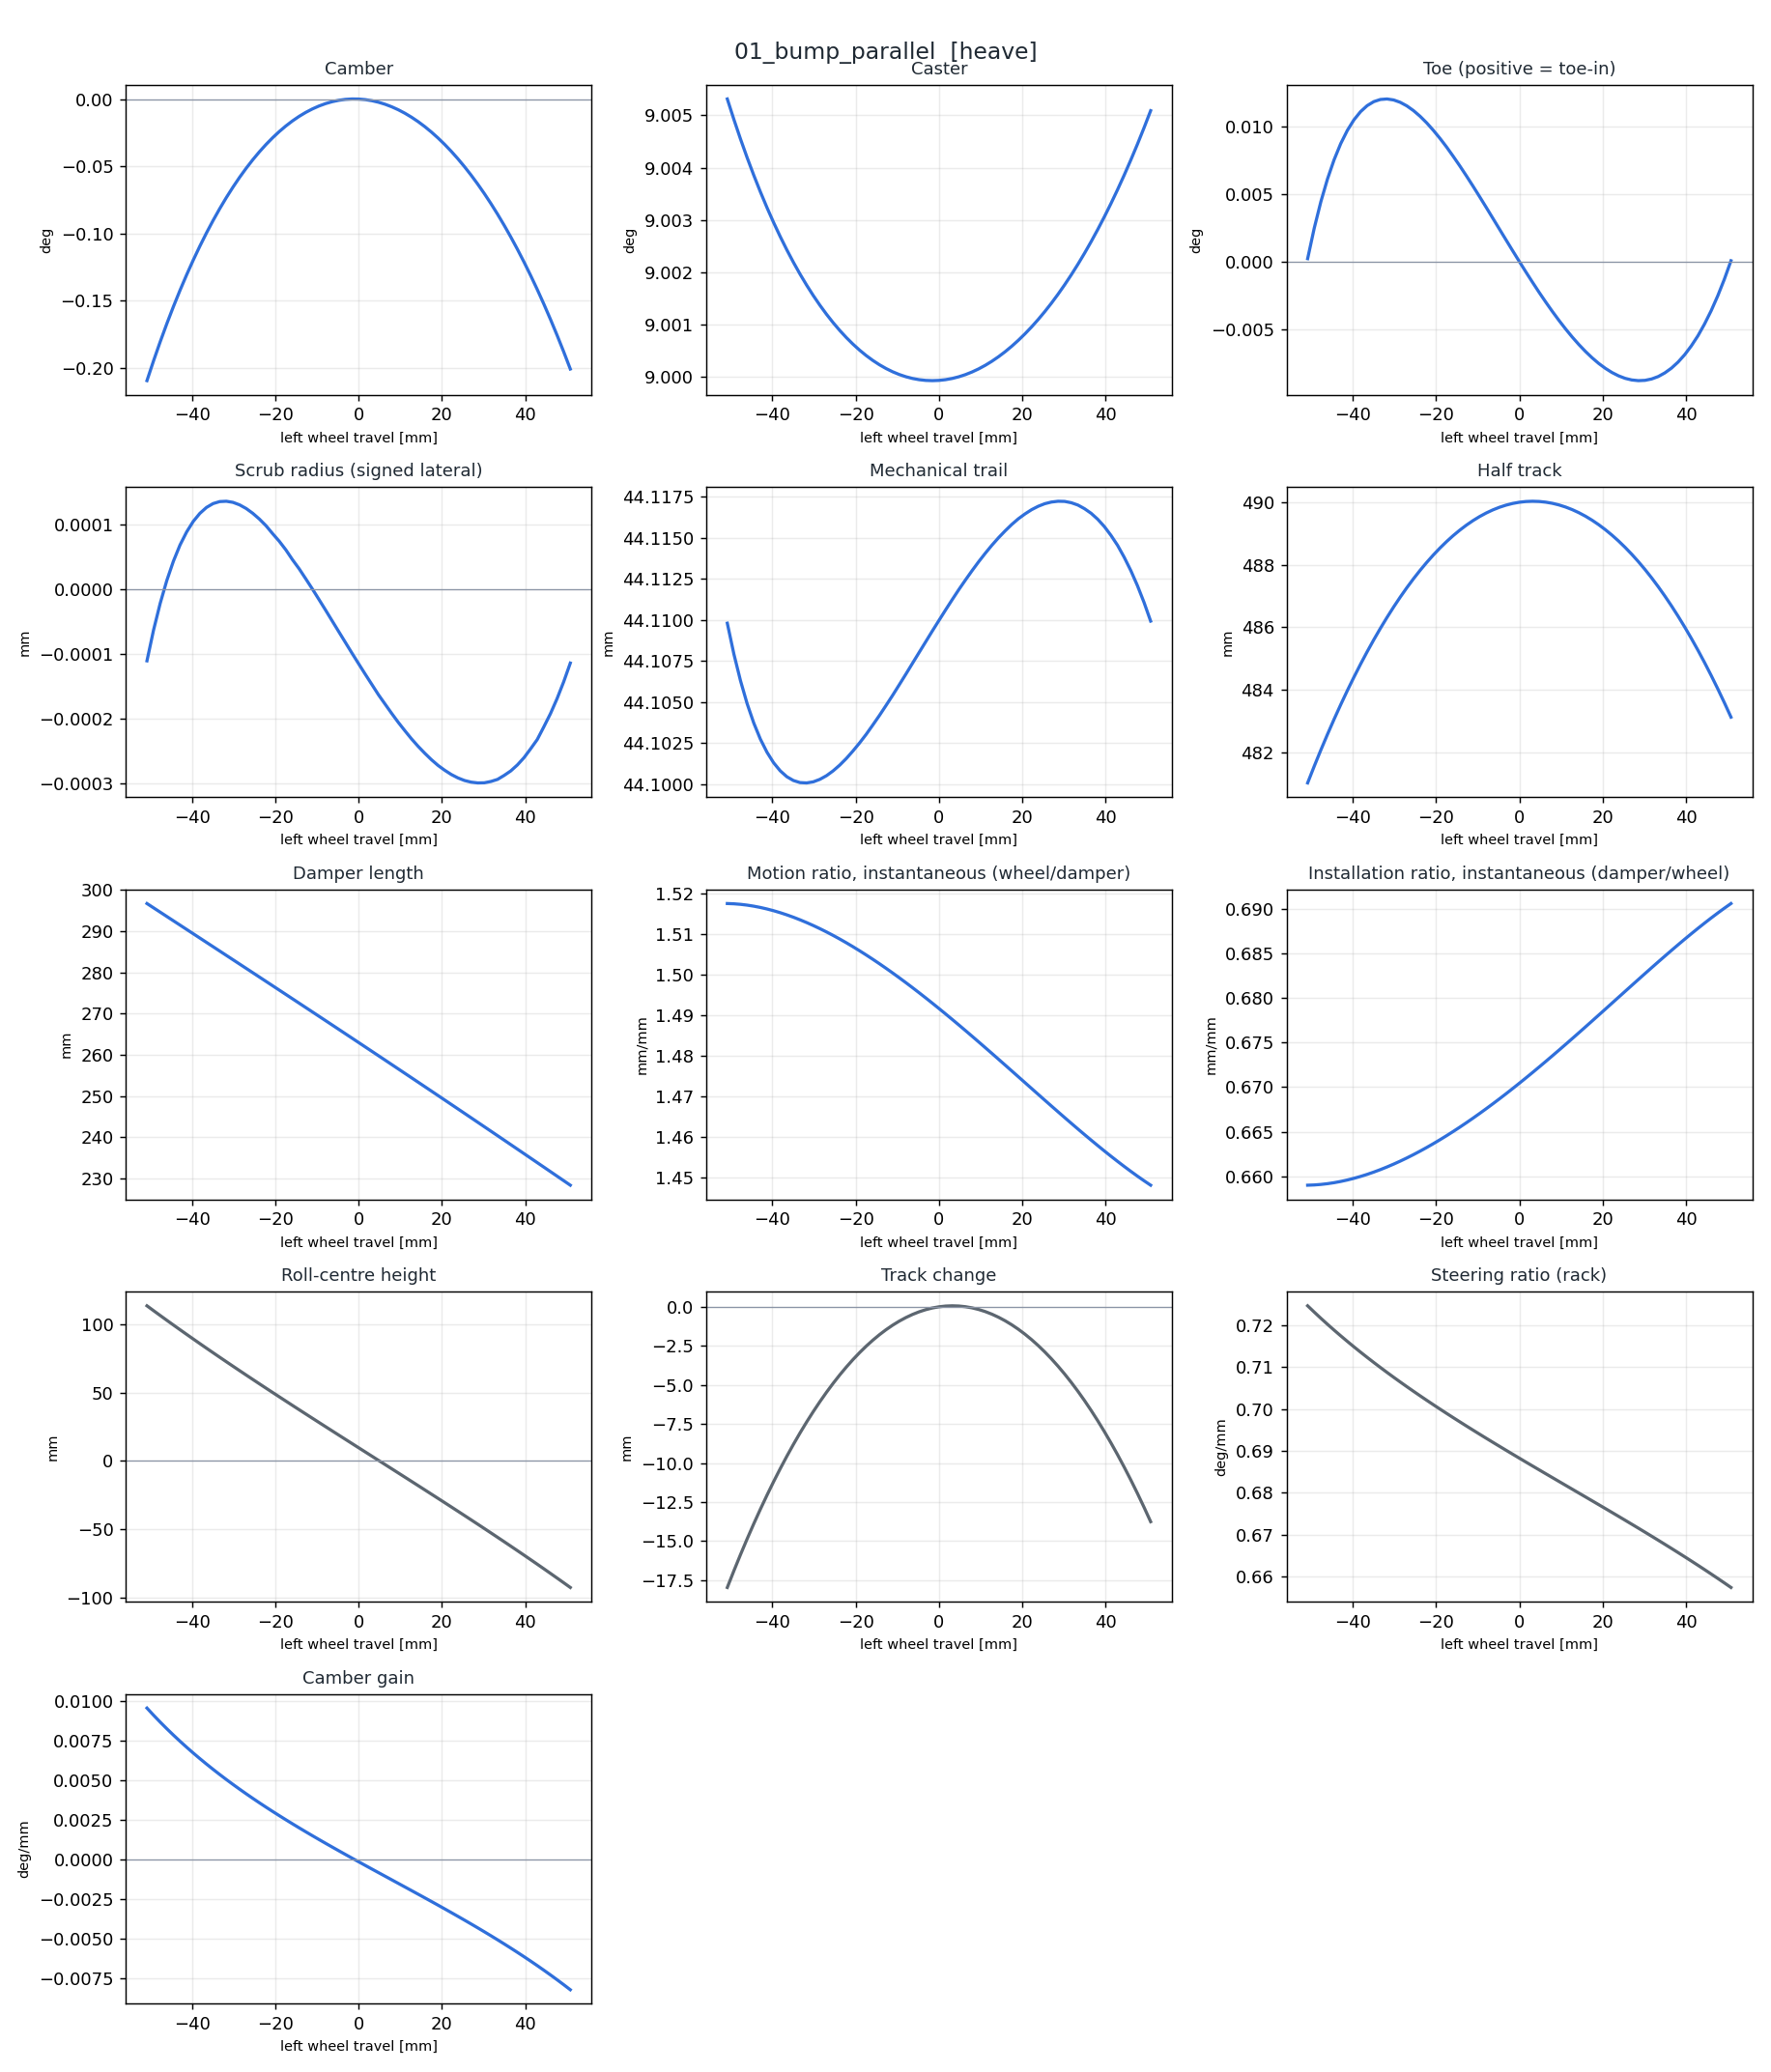 01_bump_parallel  [heave]
Camber
0.00
−0.05
−0.10
−0.15
−0.20
deg
−40 −20 0 20 40
left wheel travel [mm]
Caster
9.005
9.004
9.003
9.002
9.001
9.000
deg
−40 −20 0 20 40
left wheel travel [mm]
Toe (positive = toe-in)
0.010
0.005
0.000
−0.005
deg
−40 −20 0 20 40
left wheel travel [mm]
Scrub radius (signed lateral)
0.0001
0.0000
−0.0001
−0.0002
−0.0003
mm
−40 −20 0 20 40
left wheel travel [mm]
Mechanical trail
44.1175
44.1150
44.1125
44.1100
44.1075
44.1050
44.1025
44.1000
mm
−40 −20 0 20 40
left wheel travel [mm]
Half track
490
488
486
484
482
mm
−40 −20 0 20 40
left wheel travel [mm]
Damper length
300
290
280
270
260
250
240
230
mm
−40 −20 0 20 40
left wheel travel [mm]
Motion ratio, instantaneous (wheel/damper)
1.52
1.51
1.50
1.49
1.48
1.47
1.46
1.45
mm/mm
−40 −20 0 20 40
left wheel travel [mm]
Installation ratio, instantaneous (damper/wheel)
0.690
0.685
0.680
0.675
0.670
0.665
0.660
mm/mm
−40 −20 0 20 40
left wheel travel [mm]
Roll-centre height
100
50
0
−50
−100
mm
−40 −20 0 20 40
left wheel travel [mm]
Track change
0.0
−2.5
−5.0
−7.5
−10.0
−12.5
−15.0
−17.5
mm
−40 −20 0 20 40
left wheel travel [mm]
Steering ratio (rack)
0.72
0.71
0.70
0.69
0.68
0.67
0.66
deg/mm
−40 −20 0 20 40
left wheel travel [mm]
Camber gain
0.0100
0.0075
0.0050
0.0025
0.0000
−0.0025
−0.0050
−0.0075
deg/mm
−40 −20 0 20 40
left wheel travel [mm]